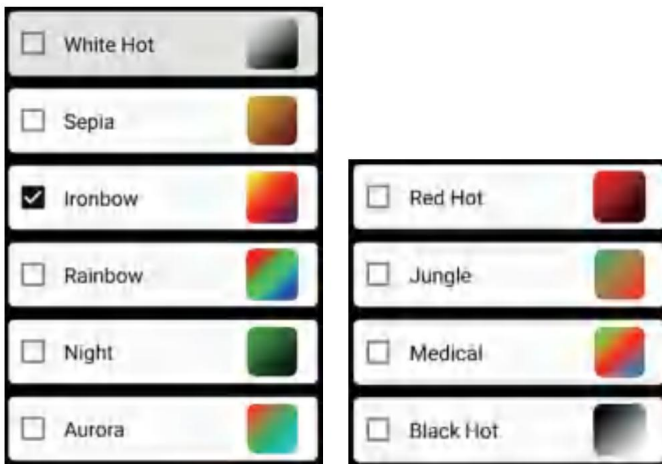 White Hot
Sepia
Ironbow
Rainbow
Night
Aurora
Red Hot
Jungle
Medical
Black Hot